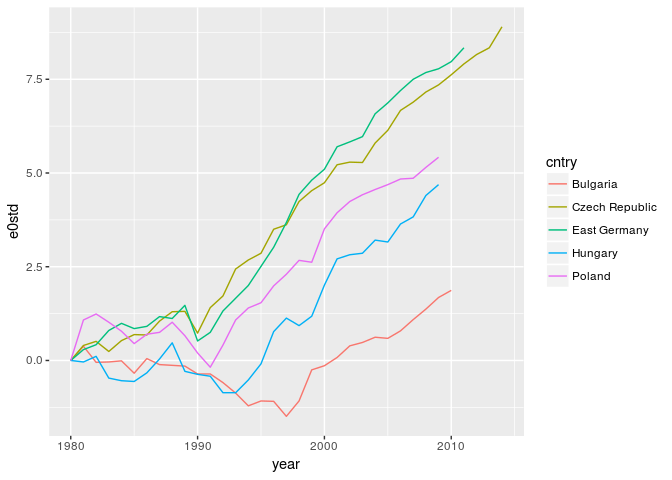 e0std
7.5
5.0
2.5
0.0
1980
1990
2000
2010
year
cntry
Bulgaria
Czech Republic
East Germany
Hungary
Poland